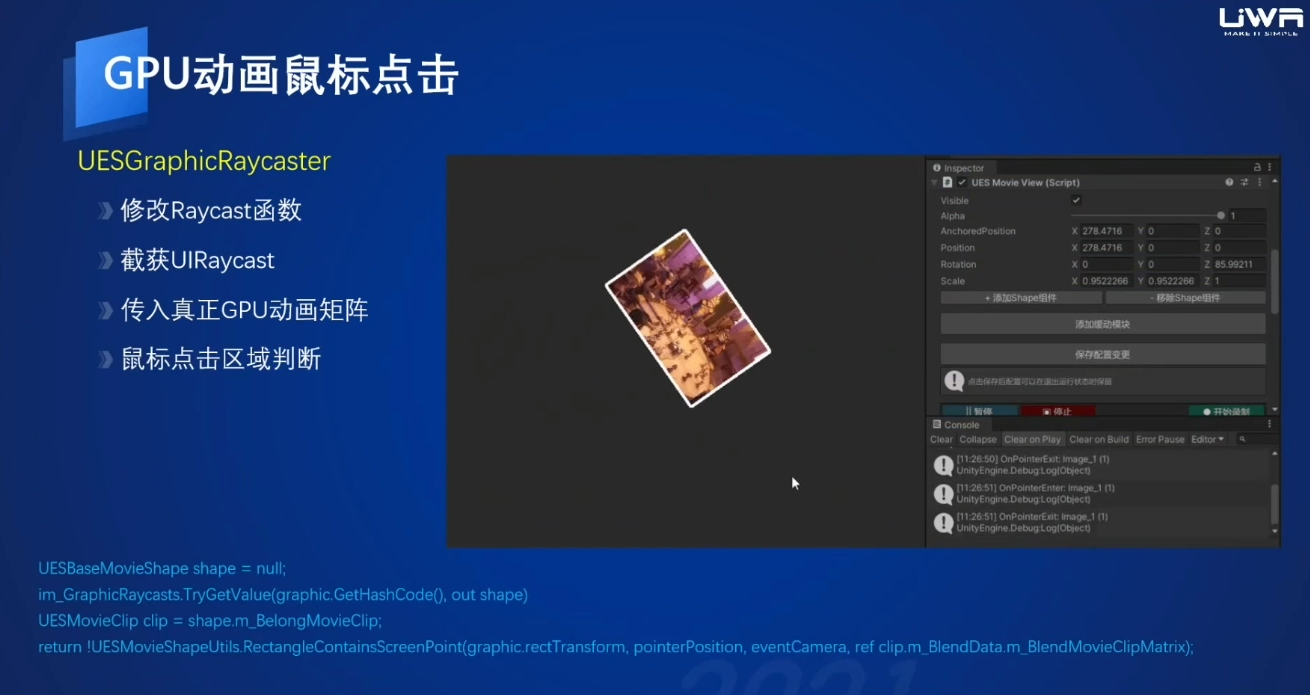 UWA
MAKE IT SIMPLE
GPU动画鼠标点击
UESGraphicRaycaster
修改Raycast函数
截获UIRaycast
传入真正GPU动画矩阵
鼠标点击区域判断
Inspector
UES Movie View (Script)
Visible
Alpha 1
AnchoredPosition X 278.4716 Y 0 Z 0
Position X 278.4716 Y 0 Z 0
Rotation X 0 Y 0 Z 85.99211
Scale X 0.9522266 Y 0.9522266 Z 1
+ 添加Shape组件 - 移除Shape组件
添加缓动模块
保存配置变更
点击保存后配置可以在退出运行状态时保留
暂停 停止 开始录制
Console
Clear Collapse Clear on Play Clear on Build Error Pause Editor
[11:26:50] OnPointerExit: Image_1 (1)
UnityEngine.Debug:Log(Object)
[11:26:51] OnPointerEnter: Image_1 (1)
UnityEngine.Debug:Log(Object)
[11:26:51] OnPointerExit: Image_1 (1)
UnityEngine.Debug:Log(Object)
UESBaseMovieShape shape = null;
im_GraphicRaycasts.TryGetValue(graphic.GetHashCode(), out shape)
UESMovieClip clip = shape.m_BelongMovieClip;
return !UESMovieShapeUtils.RectangleContainsScreenPoint(graphic.rectTransform, pointerPosition, eventCamera, ref clip.m_BlendData.m_BlendMovieClipMatrix);
2021